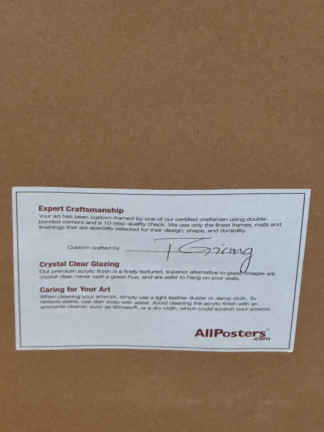 Expert Craftsmanship
Your art has been custom framed by one of our certified craftsmen using double-
bonded corners and a 10-step quality check. We use only the finest frames, mats and
finishings that are specially selected for their design, shape, and durability.
Custom crafted by
Crystal Clear Glazing
Our premium acrylic finish is a finely textured, superior alternative to glass. Images are
crystal clear, never cast a green hue, and are safer to hang on your walls.
Caring for Your Art
When cleaning your artwork, simply use a light feather duster or damp cloth. To
remove stains, use dish soap with water. Avoid cleaning the acrylic finish with an
ammonia cleaner, such as Windex®, or a dry cloth, which could scratch your artwork.
AllPosters
.com